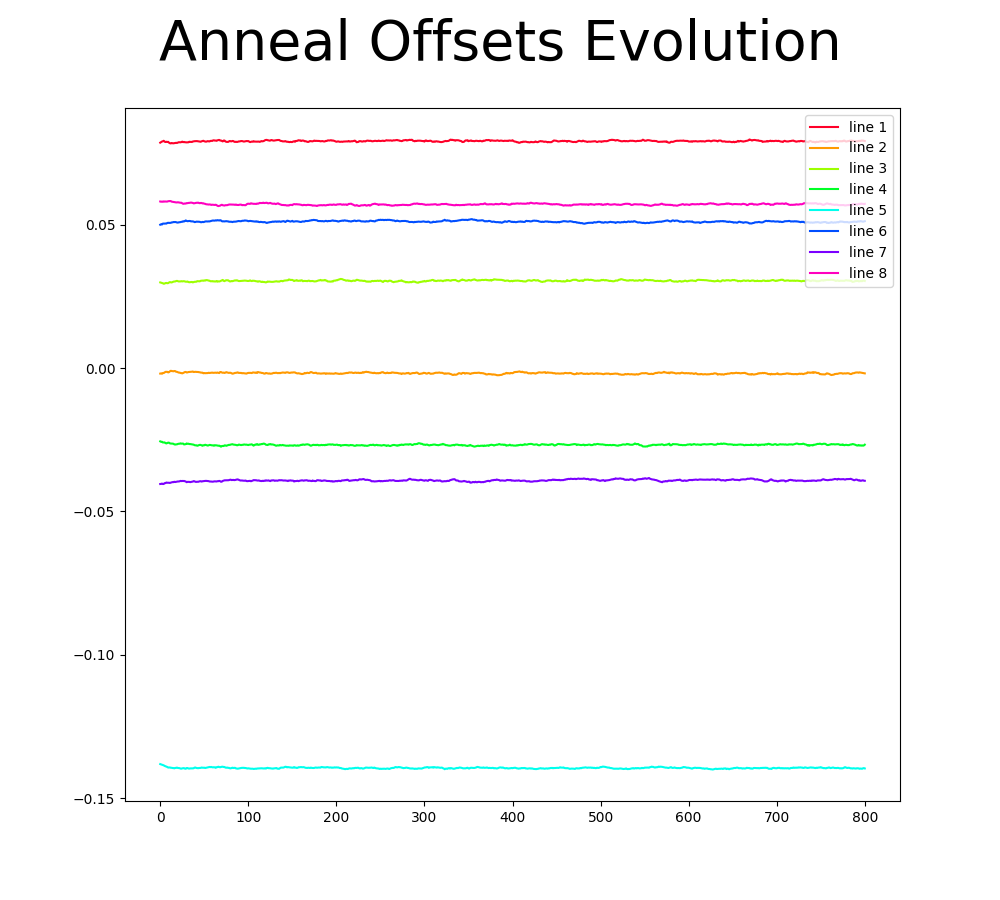 Anneal Offsets Evolution
line 1
line 2
line 3
line 4
line 5
line 6
line 7
line 8
0.05
0.00
−0.05
−0.10
−0.15
0 100 200 300 400 500 600 700 800